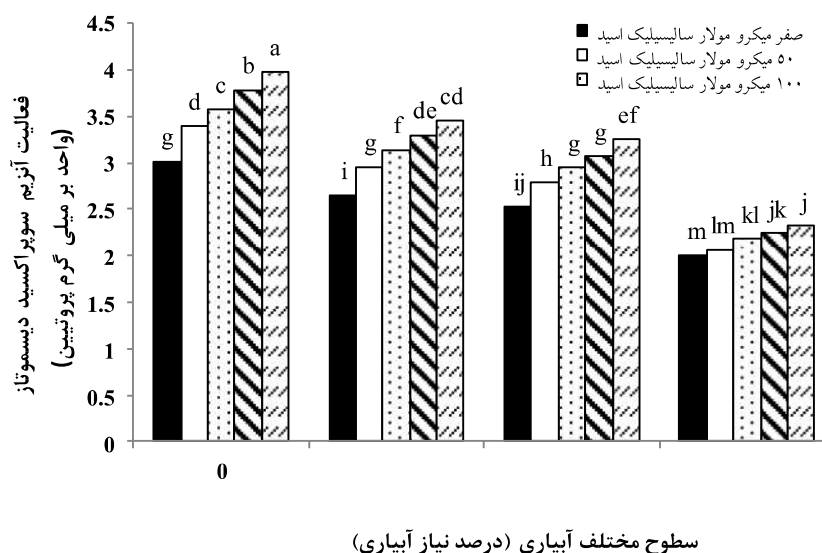 فعالیت آنزیم سوپراکسید دیسموتاز
(واحد بر میلی گرم پروتیین)
4.5
4
3.5
3
2.5
2
1.5
1
0.5
0
صفر میکرو مولار سالیسیلیک اسید
۵۰ میکرو مولار سالیسیلیک اسید
۱۰۰ میکرو مولار سالیسیلیک اسید
g d c b a
i g f de cd
ij h g g ef
m lm kl jk j
0
سطوح مختلف آبیاری (درصد نیاز آبیاری)